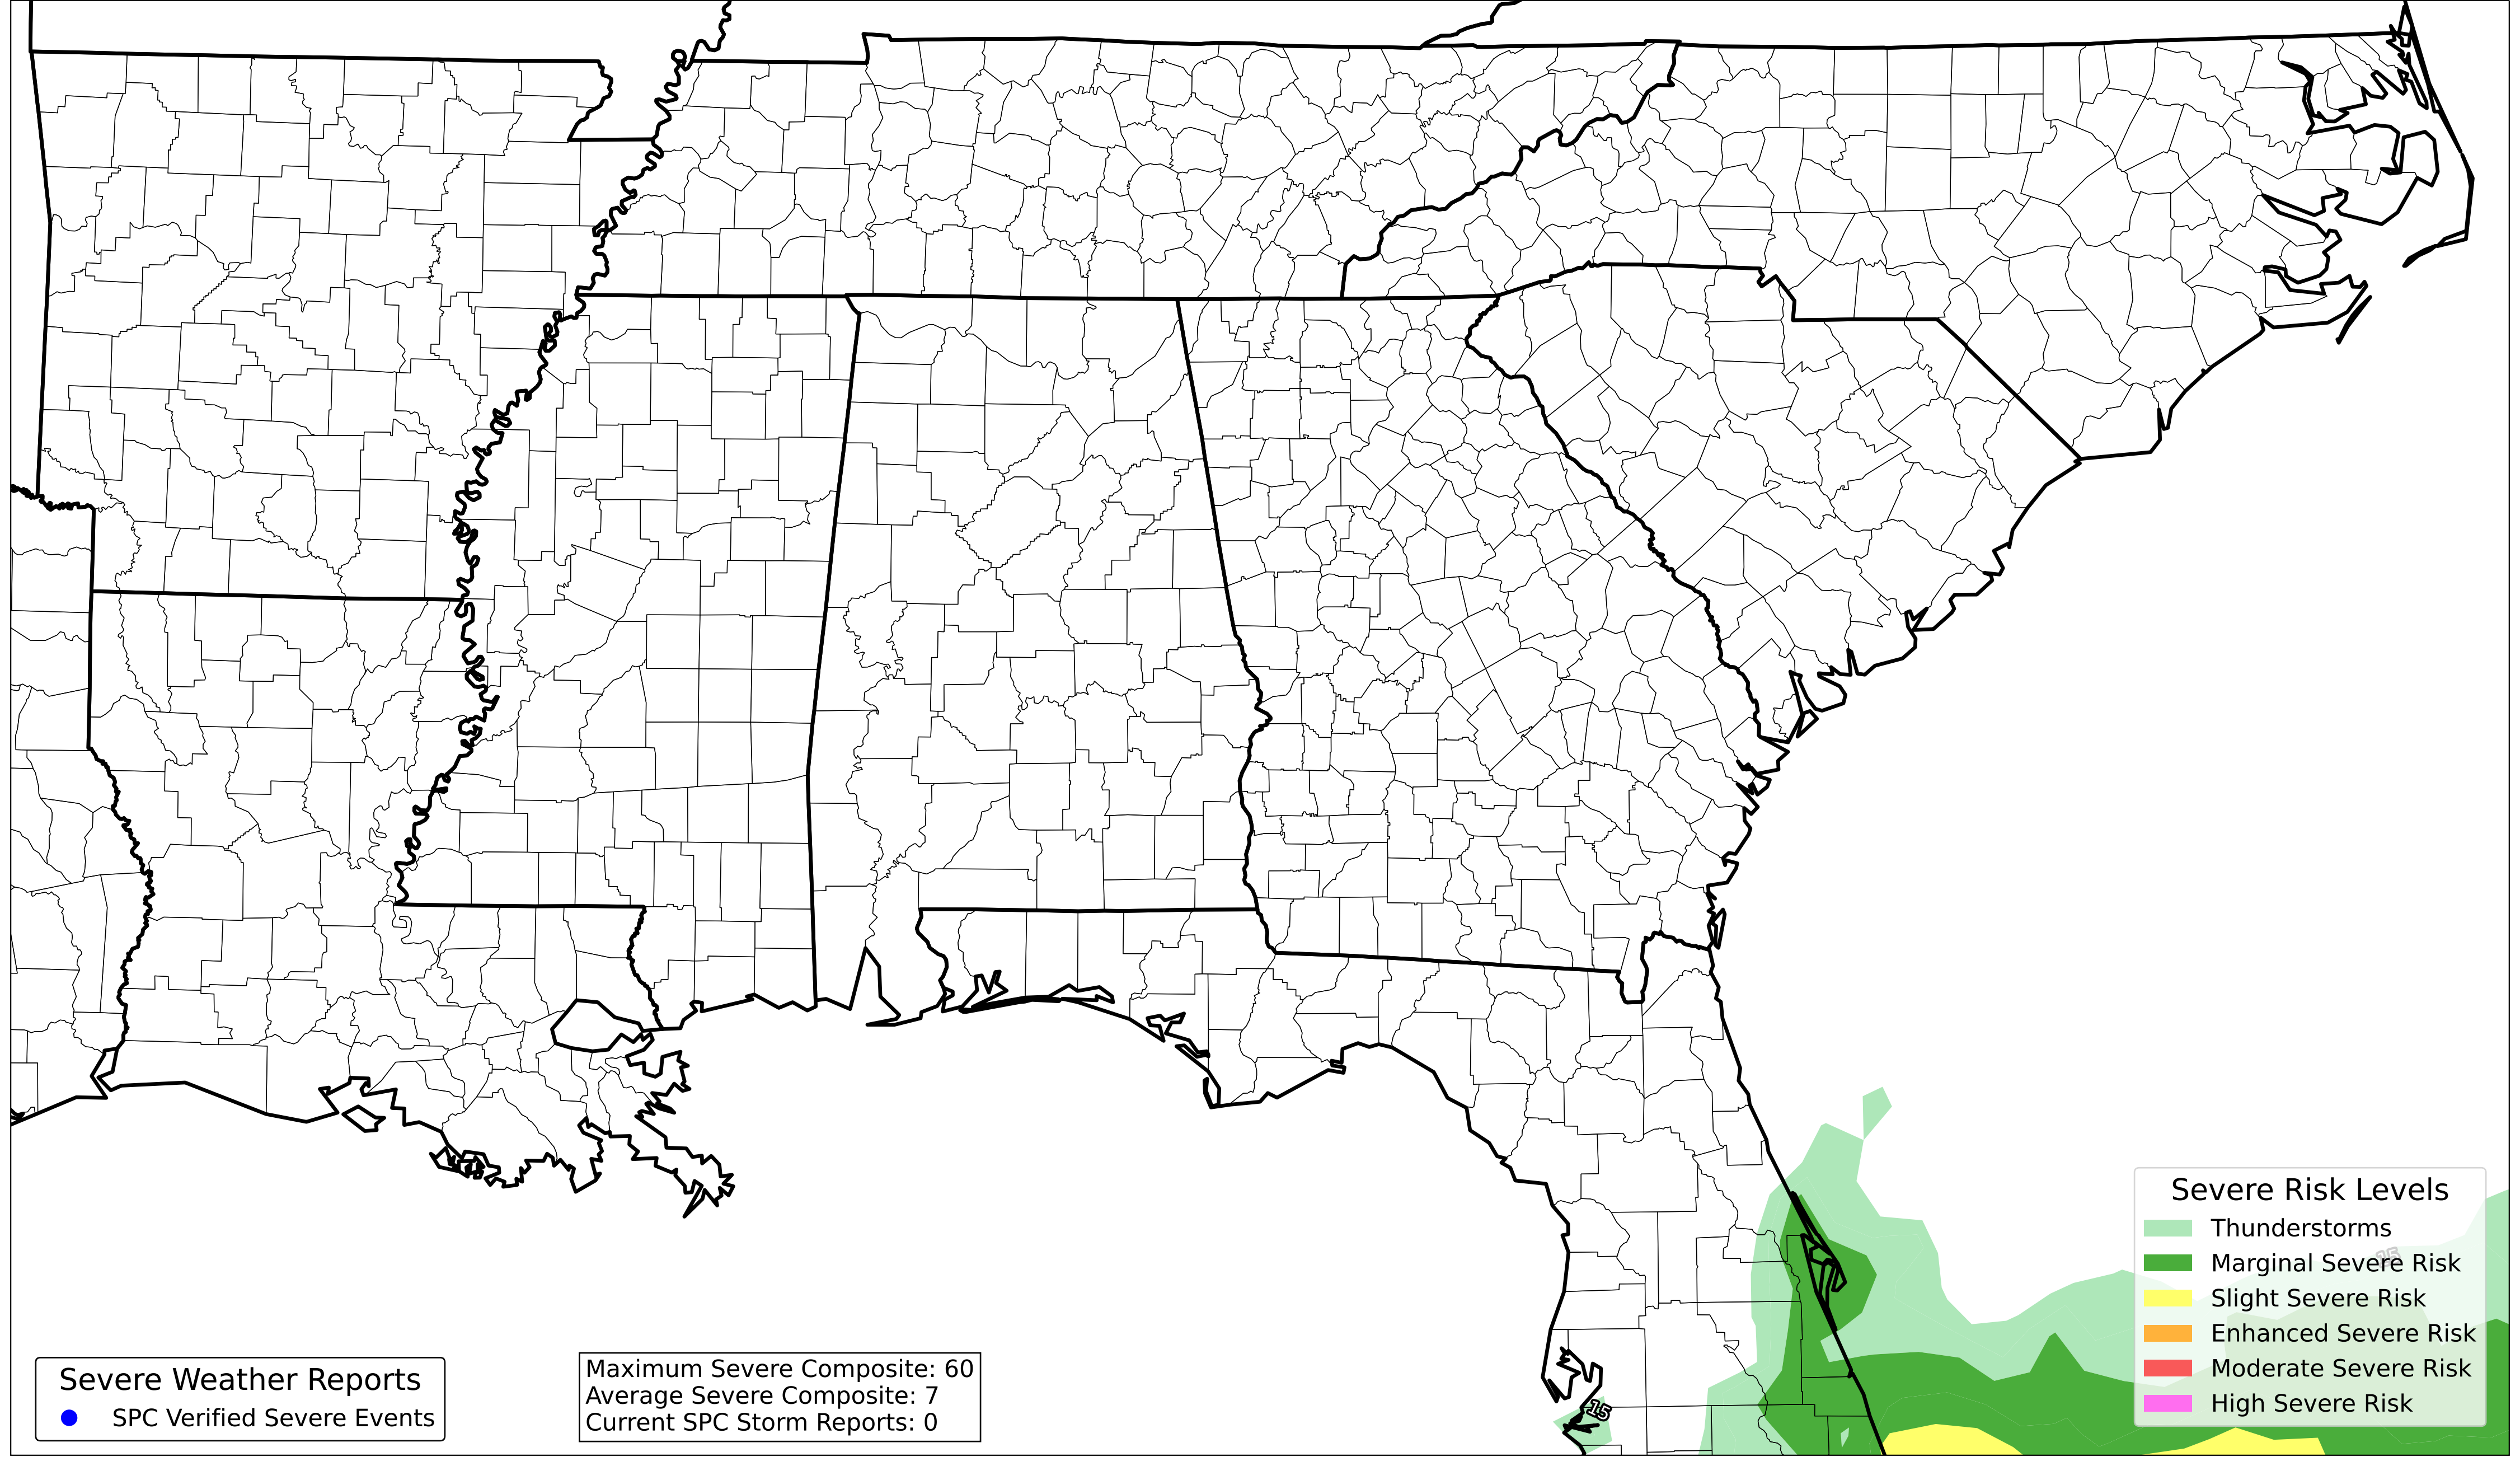 15
Severe Risk Levels
Thunderstorms
15
Marginal Severe Risk
Slight Severe Risk
Enhanced Severe Risk
Moderate Severe Risk
High Severe Risk
Severe Weather Reports
SPC Verified Severe Events
Maximum Severe Composite: 60
Average Severe Composite: 7
Current SPC Storm Reports: 0